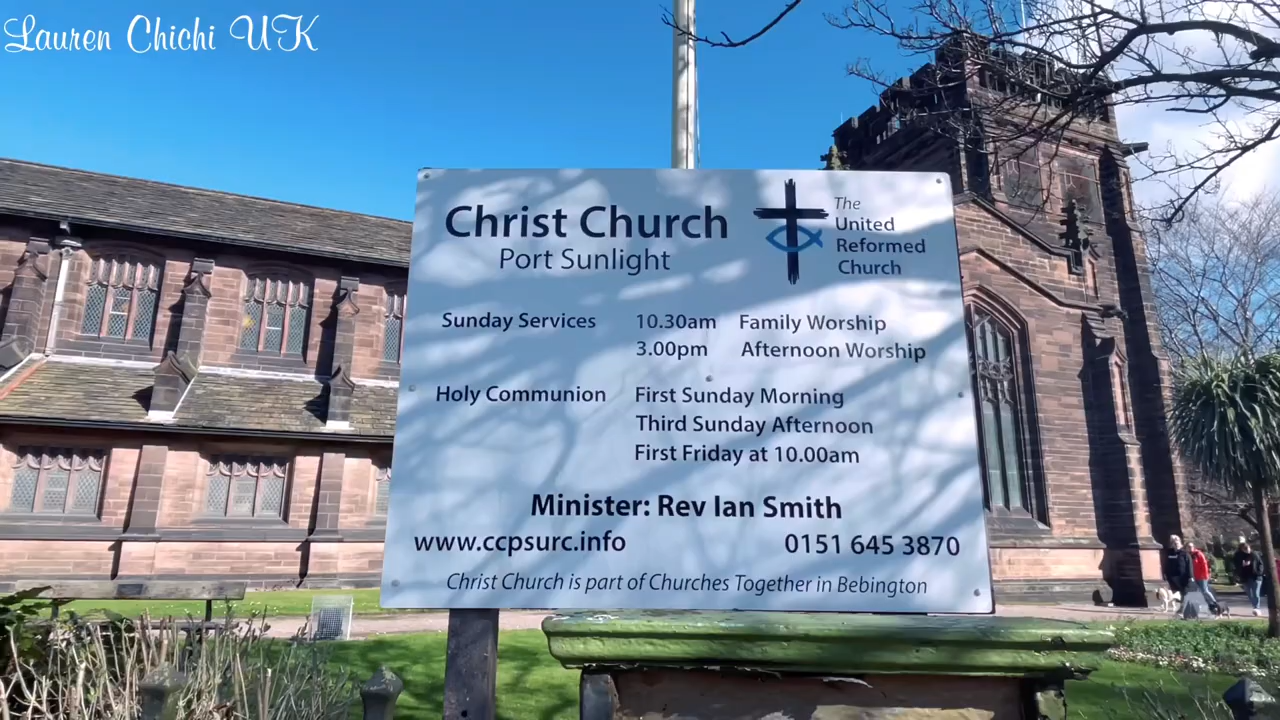 Lauren Chichi UK
Christ Church
Port Sunlight
The
United
Reformed
Church
Sunday Services 10.30am Family Worship
3.00pm Afternoon Worship
Holy Communion First Sunday Morning
Third Sunday Afternoon
First Friday at 10.00am
Minister: Rev Ian Smith
www.ccpsurc.info 0151 645 3870
Christ Church is part of Churches Together in Bebington